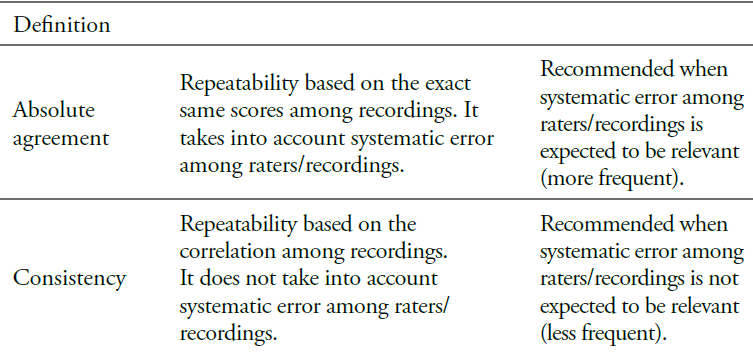 Definition
Absolute
agreement
Repeatability based on the exact
same scores among recordings. It
takes into account systematic error
among raters/recordings.
Recommended when
systematic error among
raters/recordings is
expected to be relevant
(more frequent).
Consistency
Repeatability based on the
correlation among recordings.
It does not take into account
systematic error among raters/
recordings.
Recommended when
systematic error among
raters/recordings is not
expected to be relevant
(less frequent).